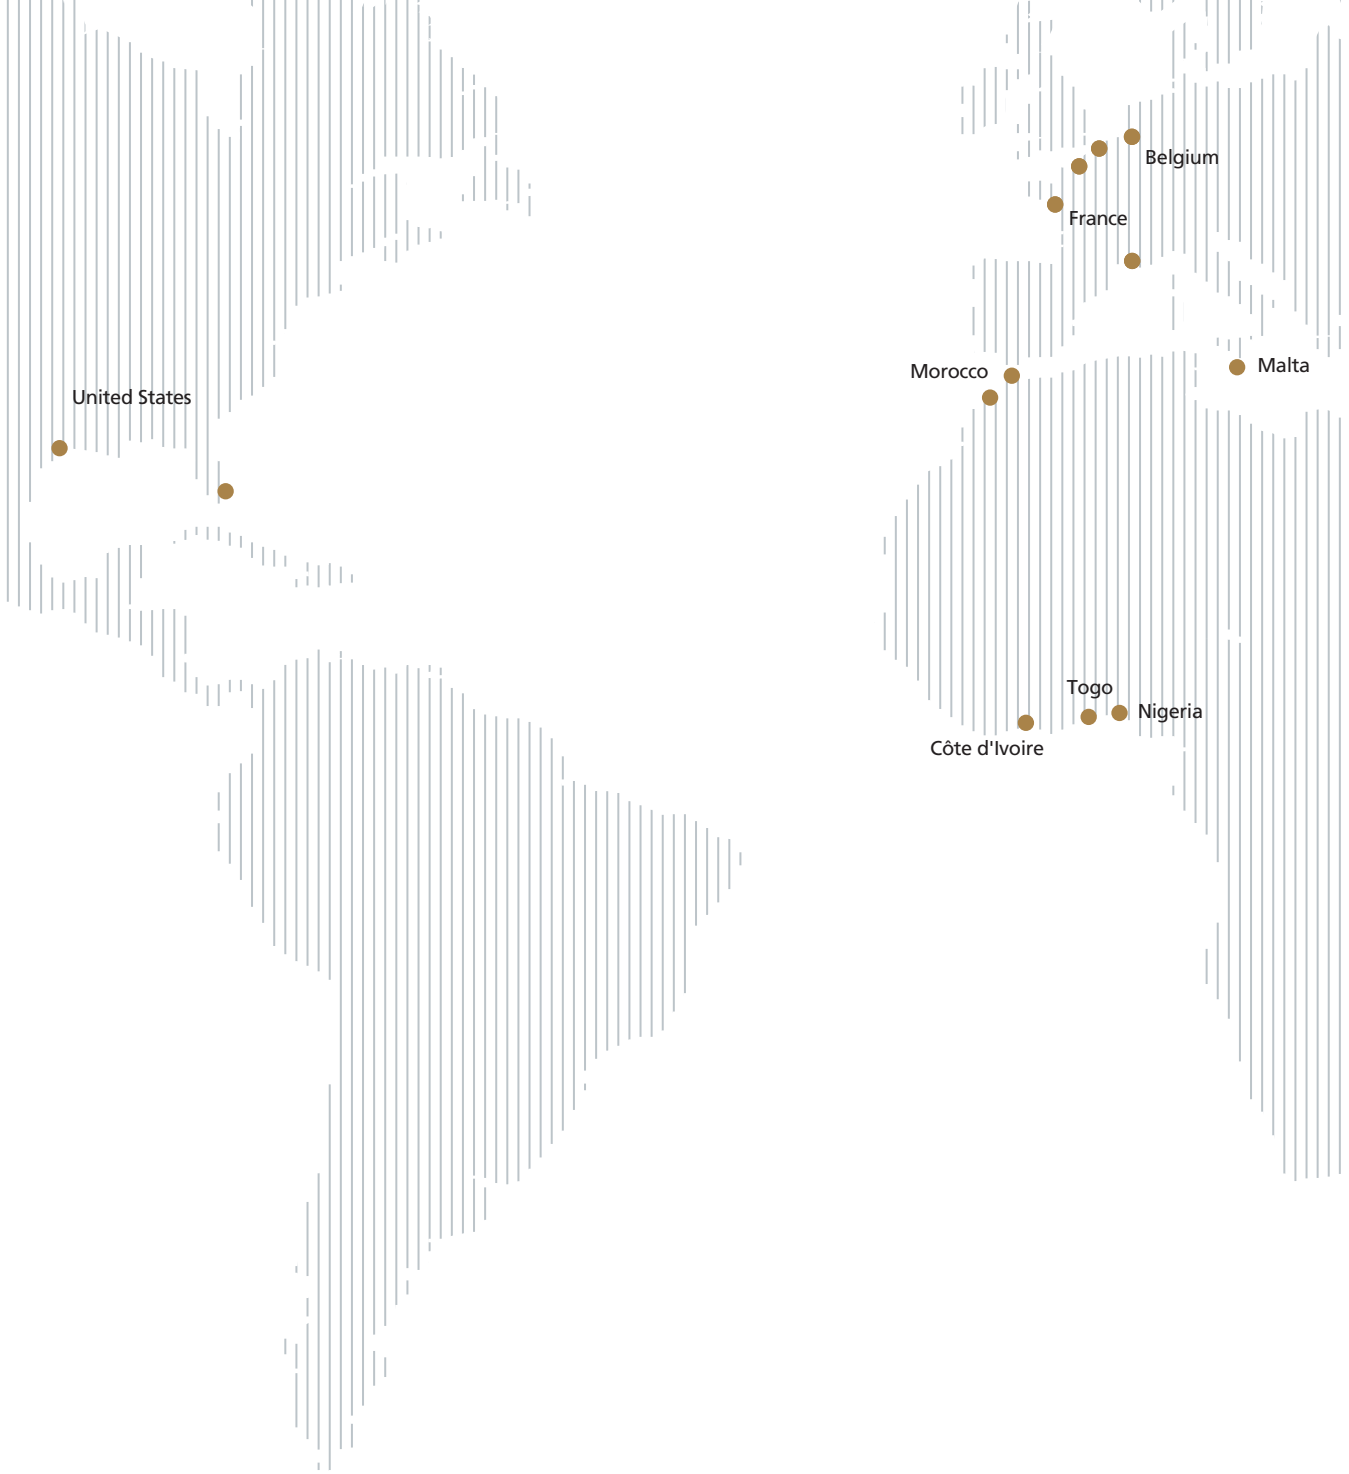 Belgium
France
Malta
Morocco
United States
Togo
Nigeria
Côte d'Ivoire